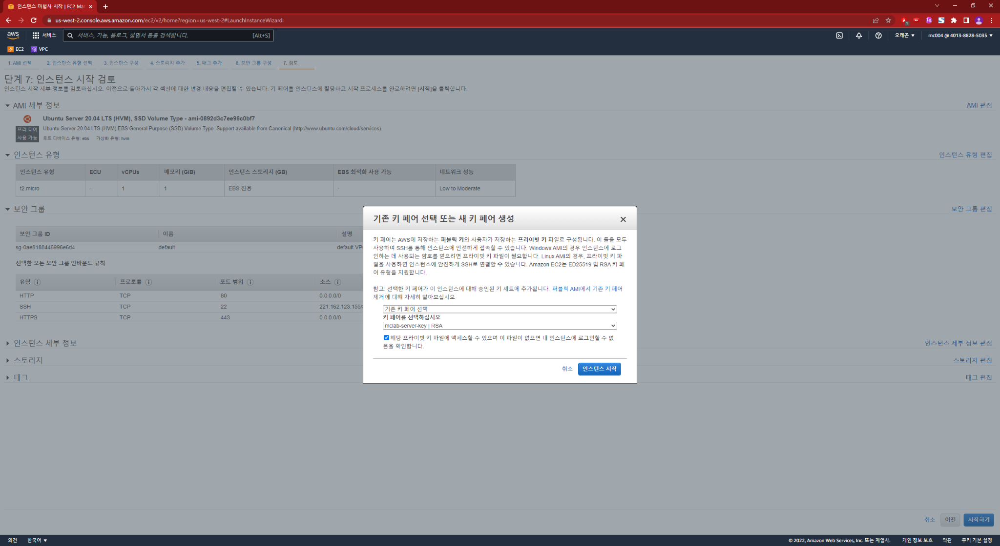 인스턴스 마법사 시작 | EC2 Mar
us-west-2.console.aws.amazon.com/ec2/v2/home?region=us-west-2#LaunchInstanceWizard:
1
aws
서비스
서비스, 기능, 블로그, 설명서 등을 검색합니다.
[Alt+S]
오레곤 ▼
mc004 @ 4013-8828-5035 ▼
EC2
VPC
1. AMI 선택
2. 인스턴스 유형 선택
3. 인스턴스 구성
4. 스토리지 추가
5. 태그 추가
6. 보안 그룹 구성
7. 검토
단계 7: 인스턴스 시작 검토
인스턴스 시작 세부 정보를 검토하십시오. 이전으로 돌아가서 각 섹션에 대한 변경 내용을 편집할 수 있습니다. 키 페어를 인스턴스에 할당하고 시작 프로세스를 완료하려면 [시작]을 클릭합니다.
AMI 세부 정보
AMI 편집
Ubuntu Server 20.04 LTS (HVM), SSD Volume Type - ami-0892d3c7ee96c0bf7
프리 티어
사용 가능
Ubuntu Server 20.04 LTS (HVM),EBS General Purpose (SSD) Volume Type. Support available from Canonical (http://www.ubuntu.com/cloud/services).
루트 디바이스 유형: ebs 가상화 유형: hvm
인스턴스 유형
인스턴스 유형 편집
인스턴스 유형 ECU vCPUs 메모리 (GiB) 인스턴스 스토리지 (GB) EBS 최적화 사용 가능 네트워크 성능
t2.micro - 1 1 EBS 전용 - Low to Moderate
보안 그룹
보안 그룹 편집
보안 그룹 ID 이름 설명
sg-0ae8188446996e6d4 default default VP
선택한 모든 보안 그룹 인바운드 규칙
유형 프로토콜 포트 범위 소스
HTTP TCP 80 0.0.0.0/0
SSH TCP 22 221.162.123.155/
HTTPS TCP 443 0.0.0.0/0
인스턴스 세부 정보
인스턴스 세부 정보 편집
스토리지
스토리지 편집
태그
태그 편집
기존 키 페어 선택 또는 새 키 페어 생성
키 페어는 AWS에 저장하는 퍼블릭 키와 사용자가 저장하는 프라이빗 키 파일로 구성됩니다. 이 둘을 모두
사용하여 SSH를 통해 인스턴스에 안전하게 접속할 수 있습니다. Windows AMI의 경우 인스턴스에 로그
인하는 데 사용되는 암호를 얻으려면 프라이빗 키 파일이 필요합니다. Linux AMI의 경우, 프라이빗 키 파
일을 사용하면 인스턴스에 안전하게 SSH로 연결할 수 있습니다. Amazon EC2는 ED25519 및 RSA 키 페
어 유형을 지원합니다.
참고: 선택한 키 페어가 이 인스턴스에 대해 승인된 키 세트에 추가됩니다. 퍼블릭 AMI에서 기존 키 페어
제거 에 대해 자세히 알아보십시오.
기존 키 페어 선택
키 페어를 선택하십시오
mclab-server-key | RSA
해당 프라이빗 키 파일에 액세스할 수 있으며 이 파일이 없으면 내 인스턴스에 로그인할 수 없
음을 확인합니다.
취소
인스턴스 시작
취소
이전
시작하기
의견
한국어 ▼
© 2022, Amazon Web Services, Inc. 또는 계열사.
개인 정보 보호
약관
쿠키 기본 설정